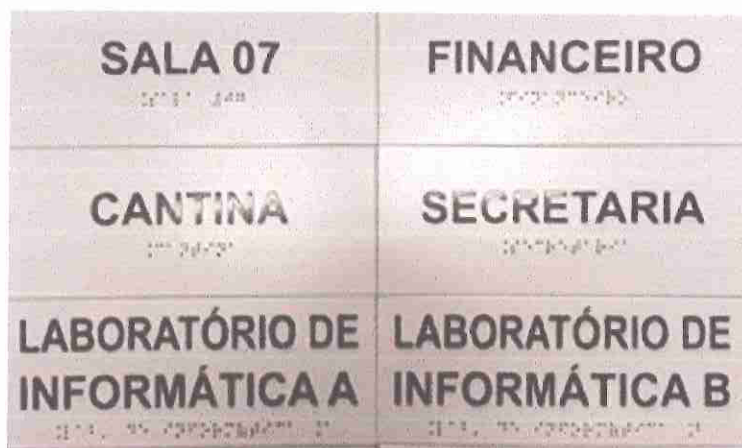 SALA 07
FINANCEIRO
CANTINA
SECRETARIA
LABORATÓRIO DE
INFORMÁTICA A
LABORATÓRIO DE
INFORMÁTICA B